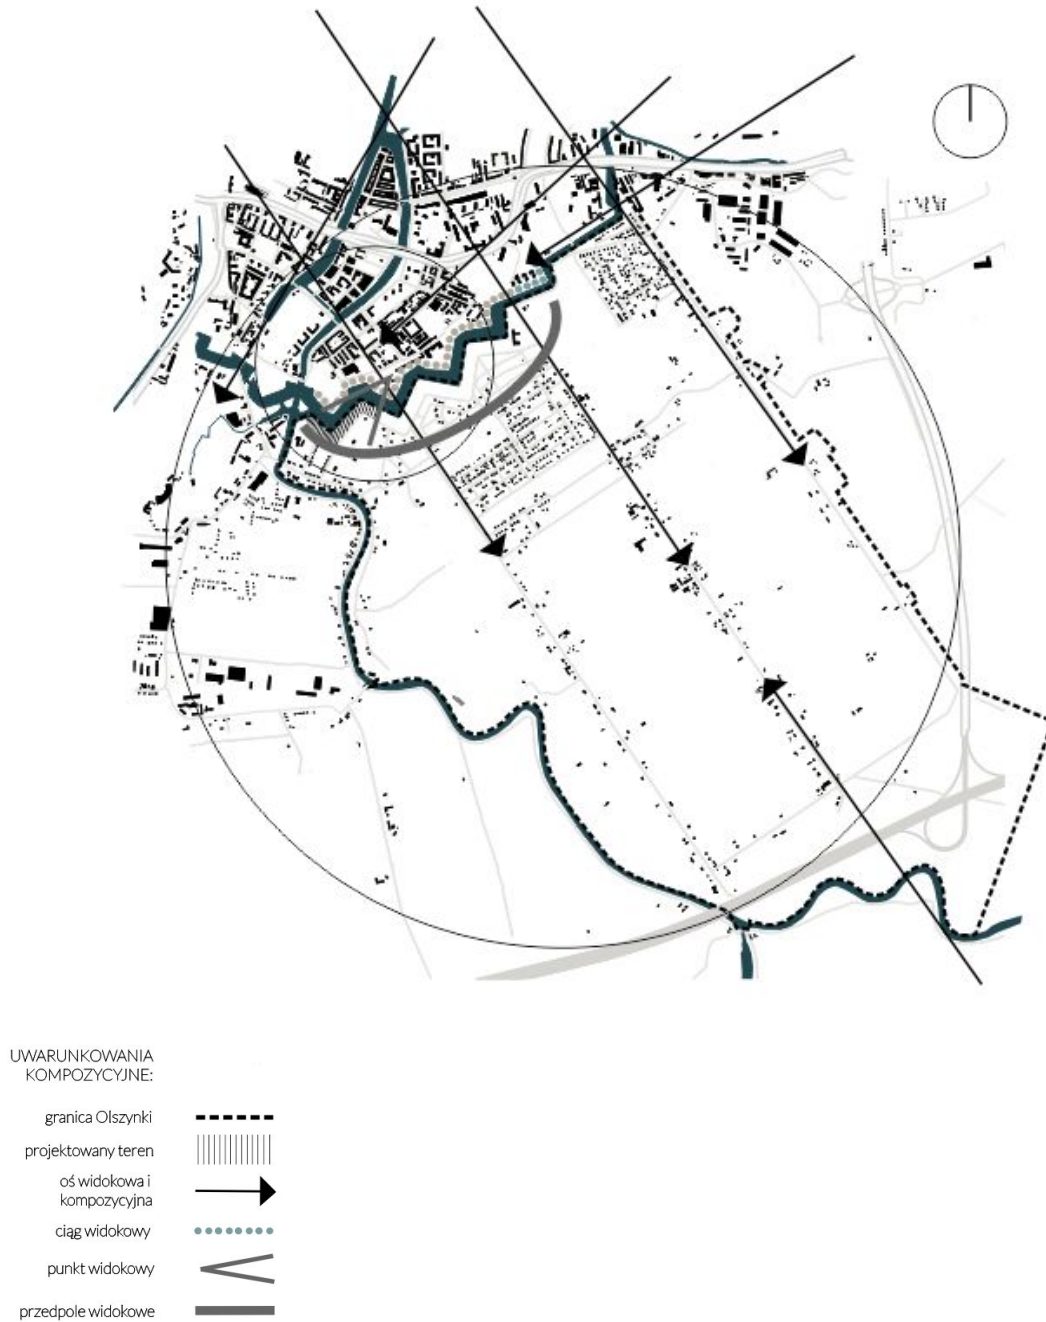 UWARUNKOWANIA
KOMPOZYCYJNE:
granica Olszynki
projektowany teren
oś widokowa i
kompozycyjna
ciąg widokowy
punkt widokowy
przedpole widokowe